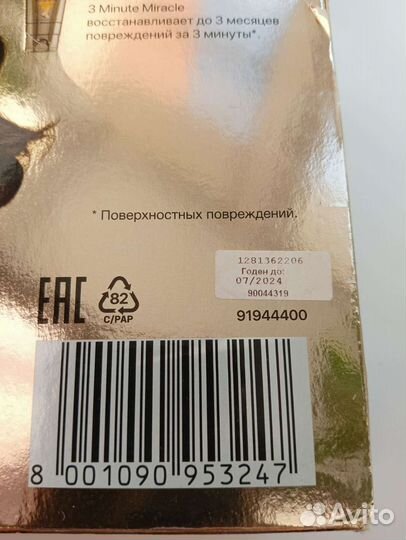 3 Minute Miracle
восстанавливает до 3 месяцев
повреждений за 3 минуты*.
* Поверхностных повреждений.
1281362206
Годен до:
07/2024
90044319
EAC
82
C/PAP
91944400
8 001090 953247
Avito